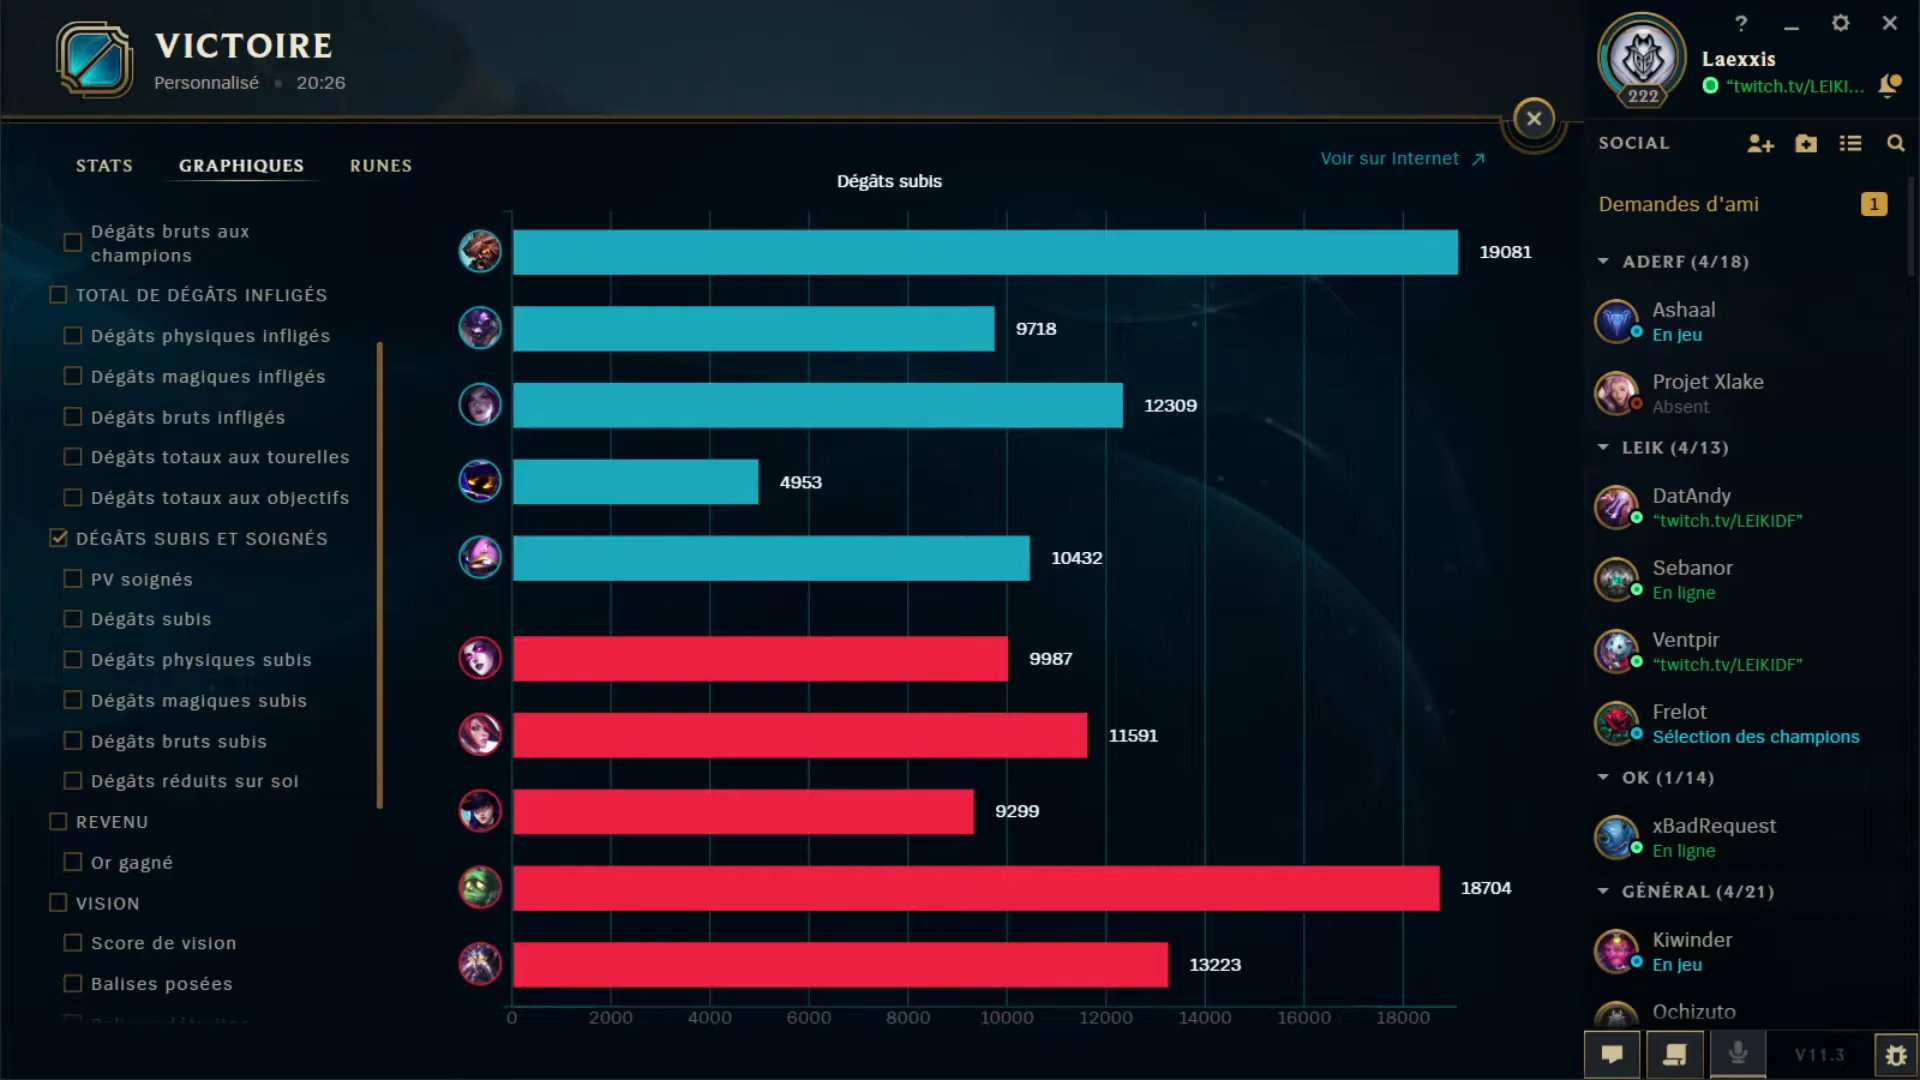 VICTOIRE
Personnalisé • 20:26
STATS
GRAPHIQUES
RUNES
Voir sur Internet
Dégâts subis
Dégâts bruts aux
champions
TOTAL DE DÉGÂTS INFLIGÉS
Dégâts physiques infligés
Dégâts magiques infligés
Dégâts bruts infligés
Dégâts totaux aux tourelles
Dégâts totaux aux objectifs
DÉGÂTS SUBIS ET SOIGNÉS
PV soignés
Dégâts subis
Dégâts physiques subis
Dégâts magiques subis
Dégâts bruts subis
Dégâts réduits sur soi
REVENU
Or gagné
VISION
Score de vision
Balises posées
19081
9718
12309
4953
10432
9987
11591
9299
18704
13223
0 2000 4000 6000 8000 10000 12000 14000 16000 18000
?
222
Laexxis
“twitch.tv/LEIKI...
SOCIAL
Demandes d'ami
1
ADERF (4/18)
Ashaal
En jeu
Projet Xlake
Absent
LEIK (4/13)
DatAndy
“twitch.tv/LEIKIDF”
Sebanor
En ligne
Ventpir
“twitch.tv/LEIKIDF”
Frelot
Sélection des champions
OK (1/14)
xBadRequest
En ligne
GÉNÉRAL (4/21)
Kiwinder
En jeu
Ochizuto
V11.3